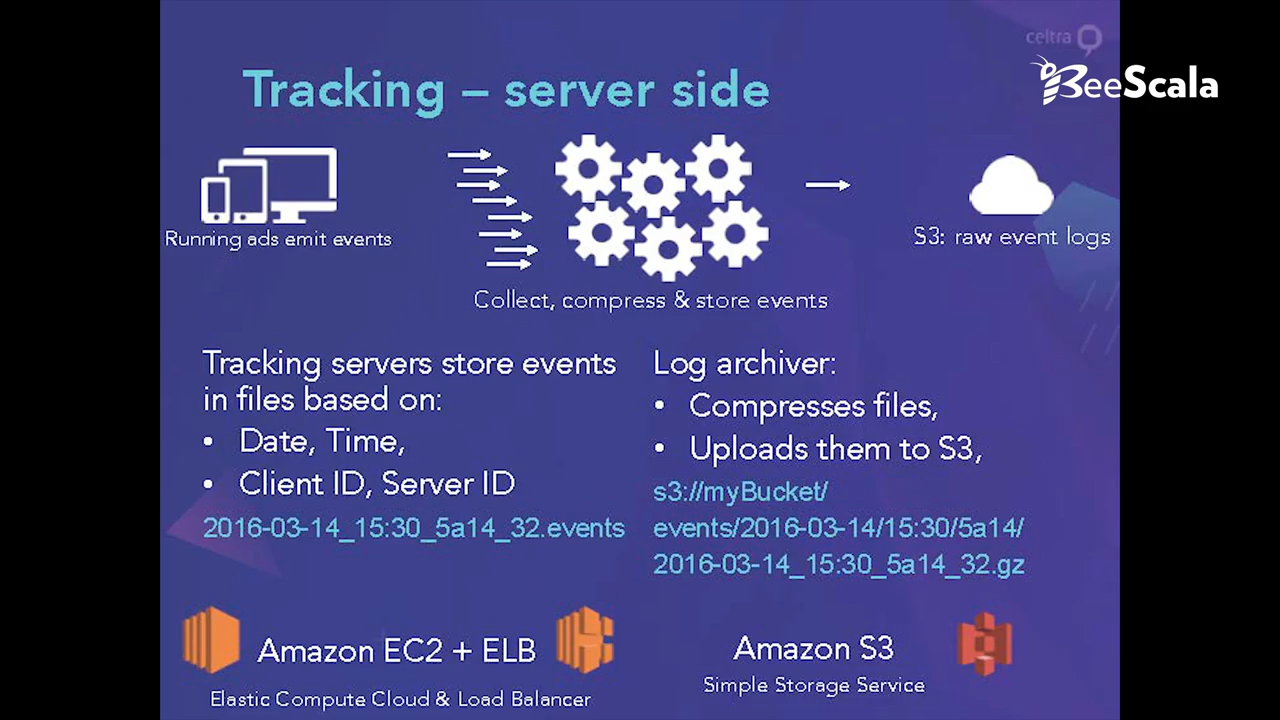 celtra
BeeScala
Tracking – server side
Running ads emit events
S3: raw event logs
Collect, compress & store events
Tracking servers store events
in files based on:
• Date, Time,
• Client ID, Server ID
2016-03-14_15:30_5a14_32.events
Log archiver:
• Compresses files,
• Uploads them to S3,
s3://myBucket/
events/2016-03-14/15:30/5a14/
2016-03-14_15:30_5a14_32.gz
Amazon EC2 + ELB
Elastic Compute Cloud & Load Balancer
Amazon S3
Simple Storage Service